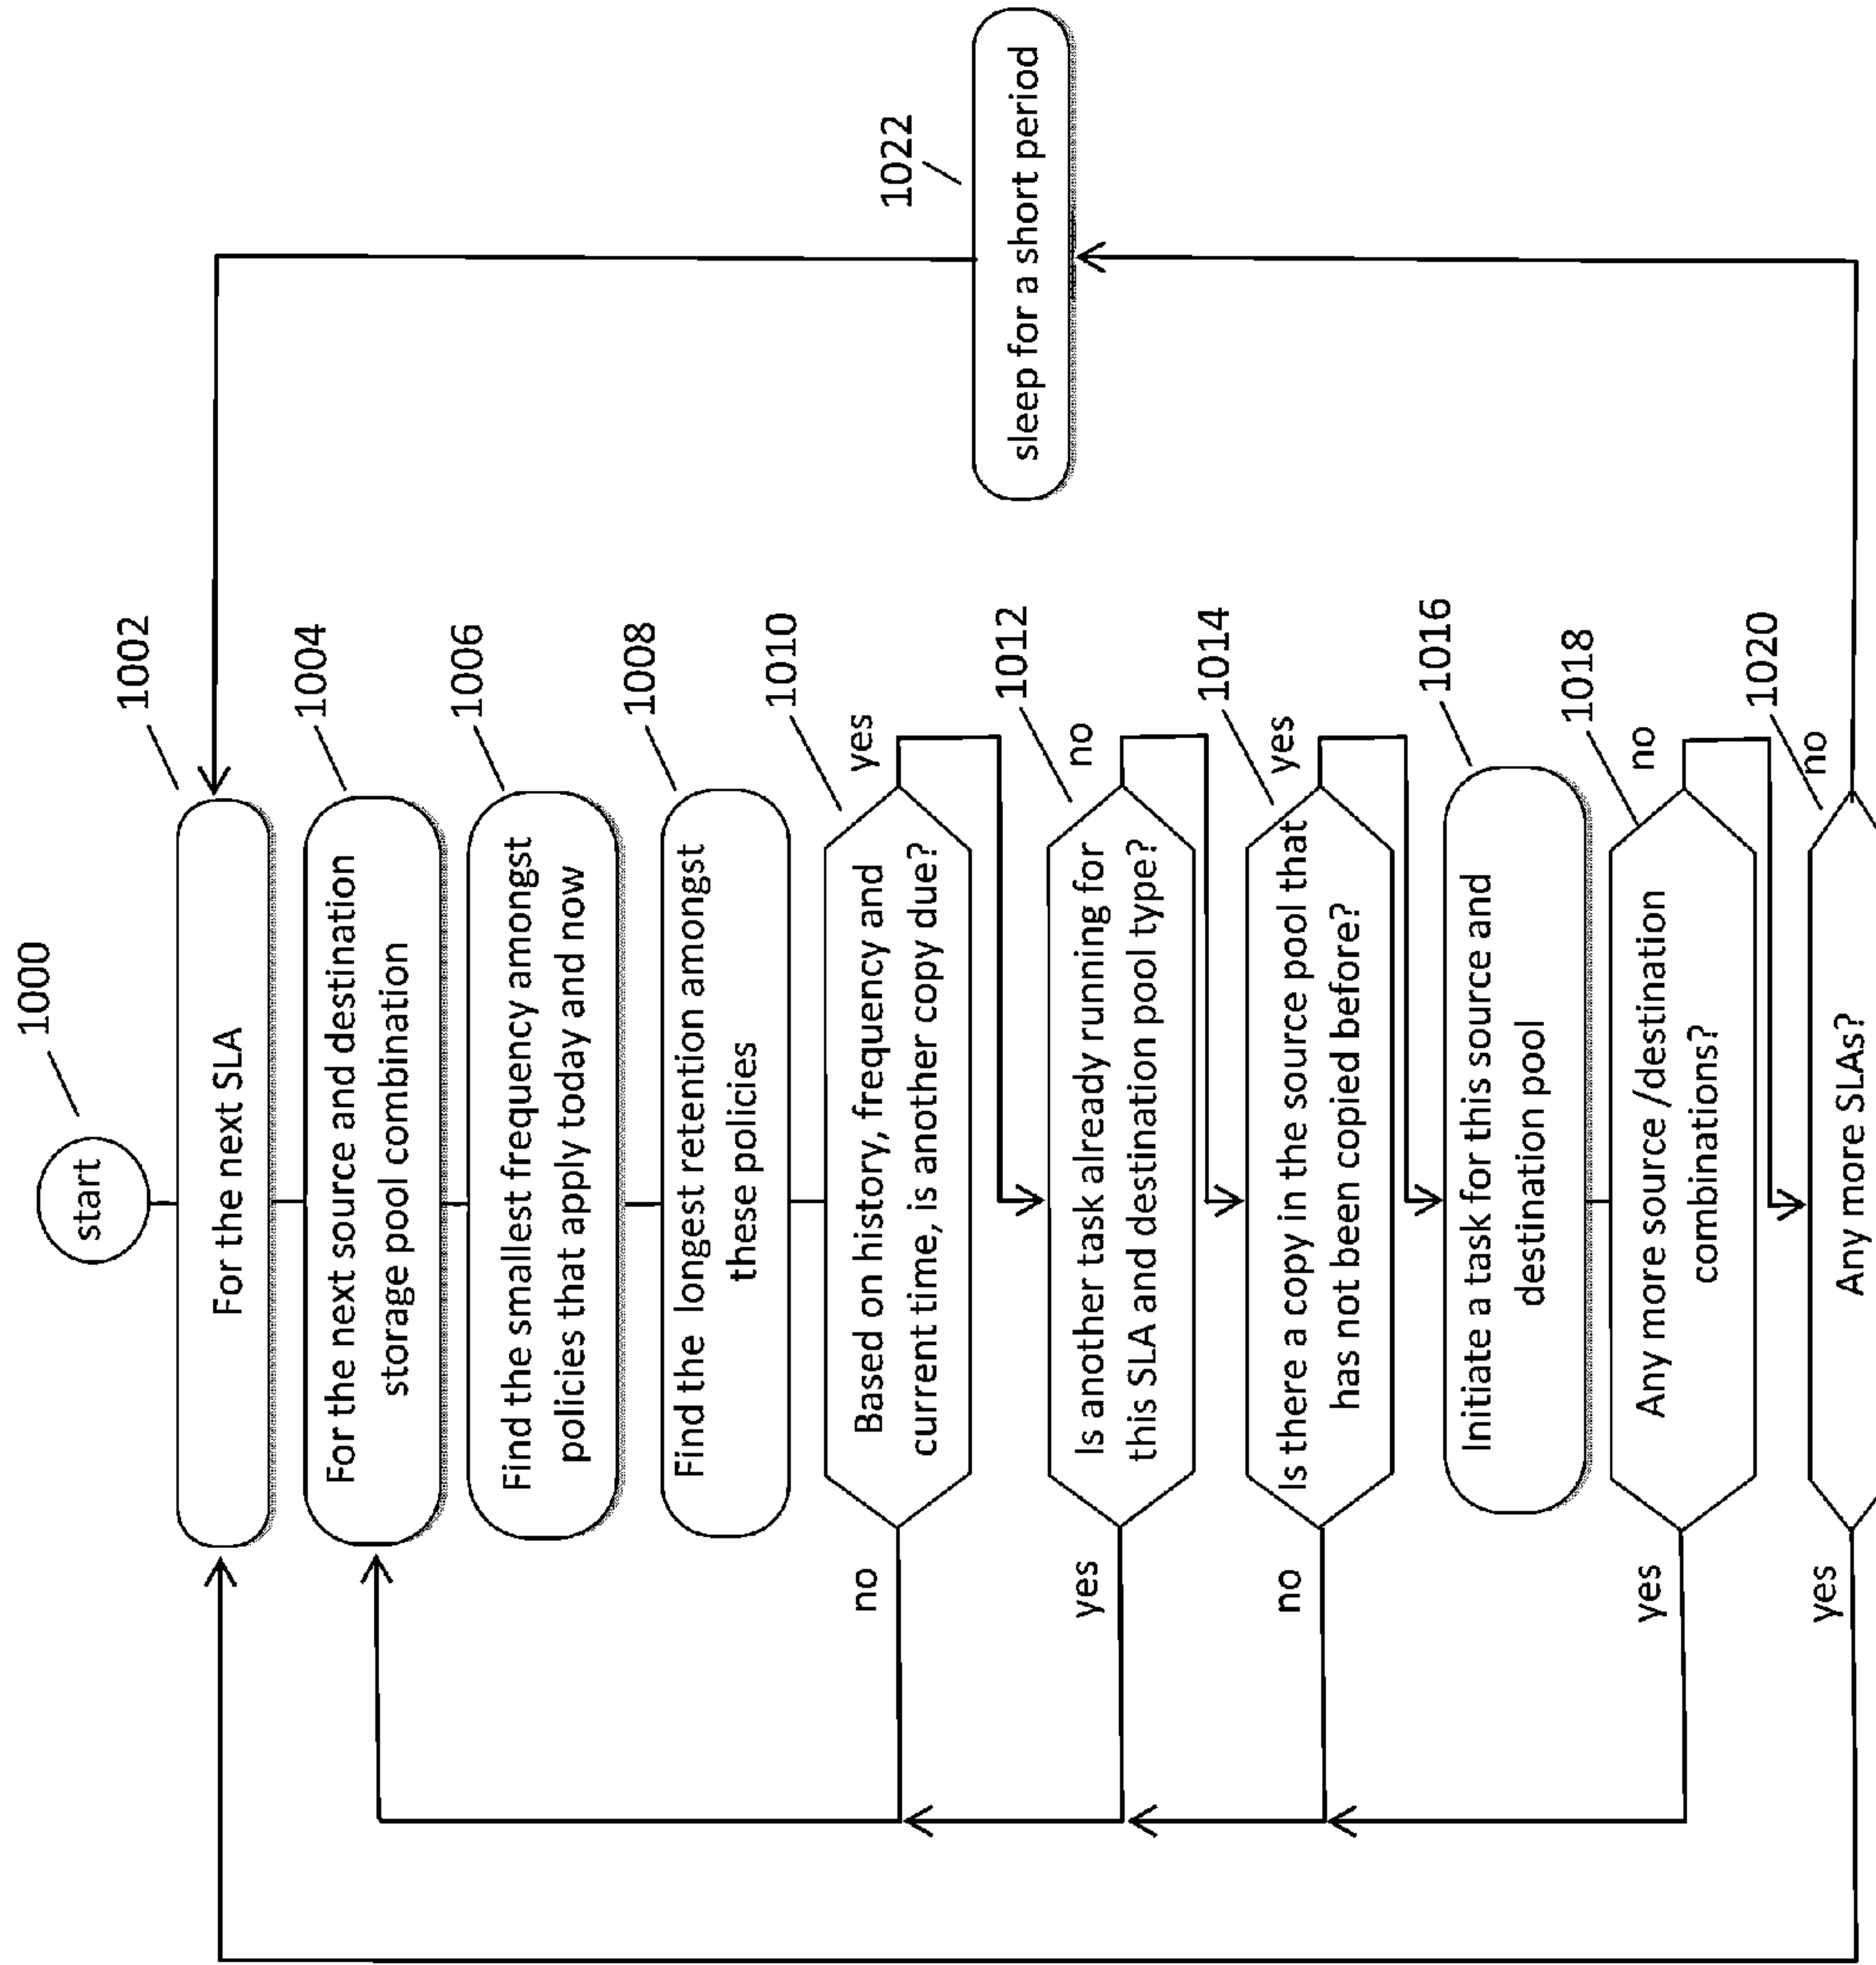 1000
start
1002
For the next SLA
1004
For the next source and destination
storage pool combination
1006
Find the smallest frequency amongst
policies that apply today and now
1008
Find the longest retention amongst
these policies
1010
Based on history, frequency and
current time, is another copy due?
no
yes
1012
Is another task already running for
this SLA and destination pool type?
yes
no
1014
Is there a copy in the source pool that
has not been copied before?
no
yes
1016
Initiate a task for this source and
destination pool
1018
Any more source /destination
combinations?
yes
no
1020
Any more SLAs?
yes
no
1022
sleep for a short period